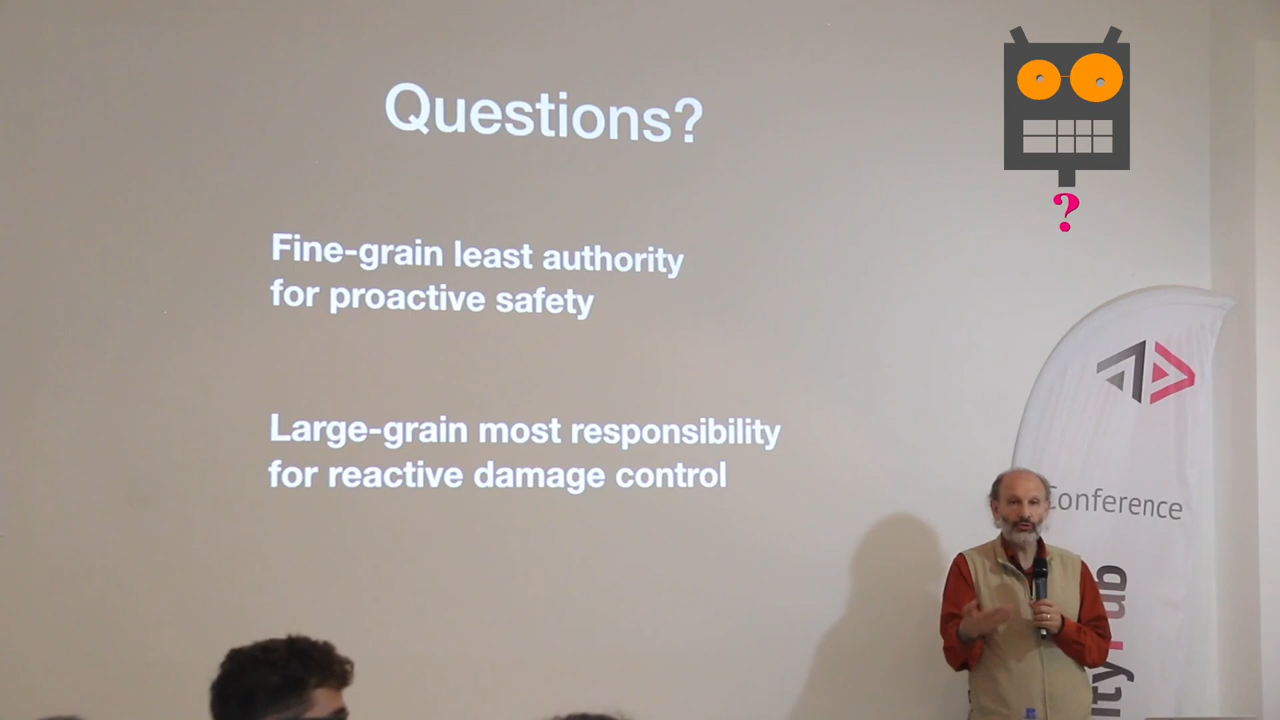 Questions?
?
Fine-grain least authority
for proactive safety
Large-grain most responsibility
for reactive damage control
Conference